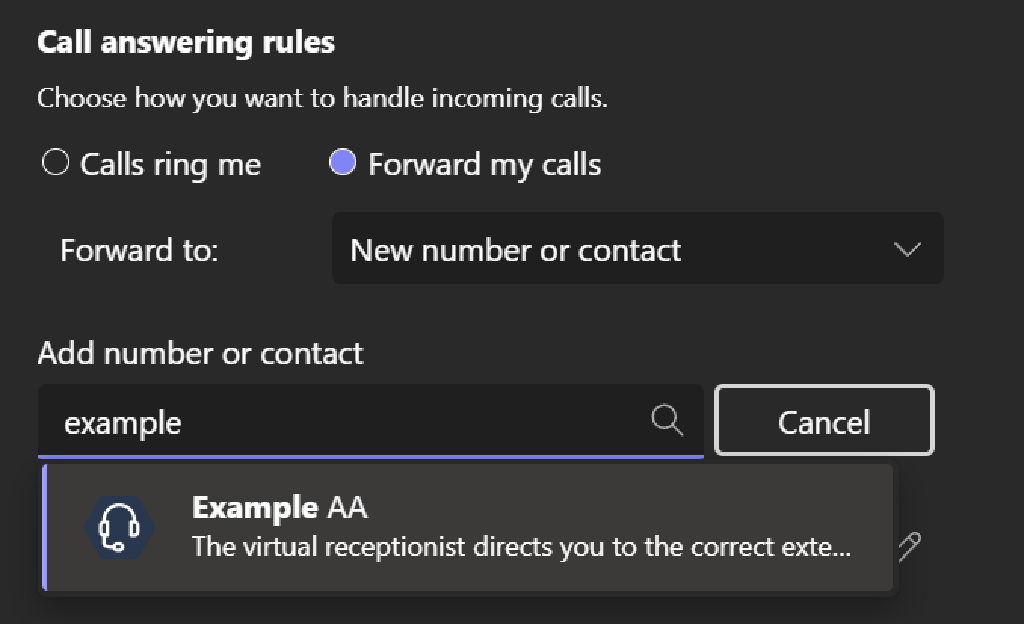 Call answering rules
Choose how you want to handle incoming calls.
Calls ring me
Forward my calls
Forward to:
New number or contact
Add number or contact
example
Cancel
Example AA
The virtual receptionist directs you to the correct exte...